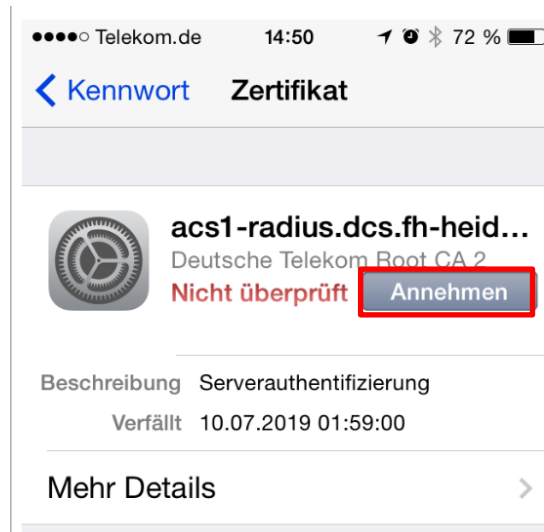 Telekom.de 14:50 72 %
Kennwort Zertifikat
acs1-radius.dcs.fh-heid...
Deutsche Telekom Root CA 2
Nicht überprüft Annehmen
Beschreibung Serverauthentifizierung
Verfällt 10.07.2019 01:59:00
Mehr Details